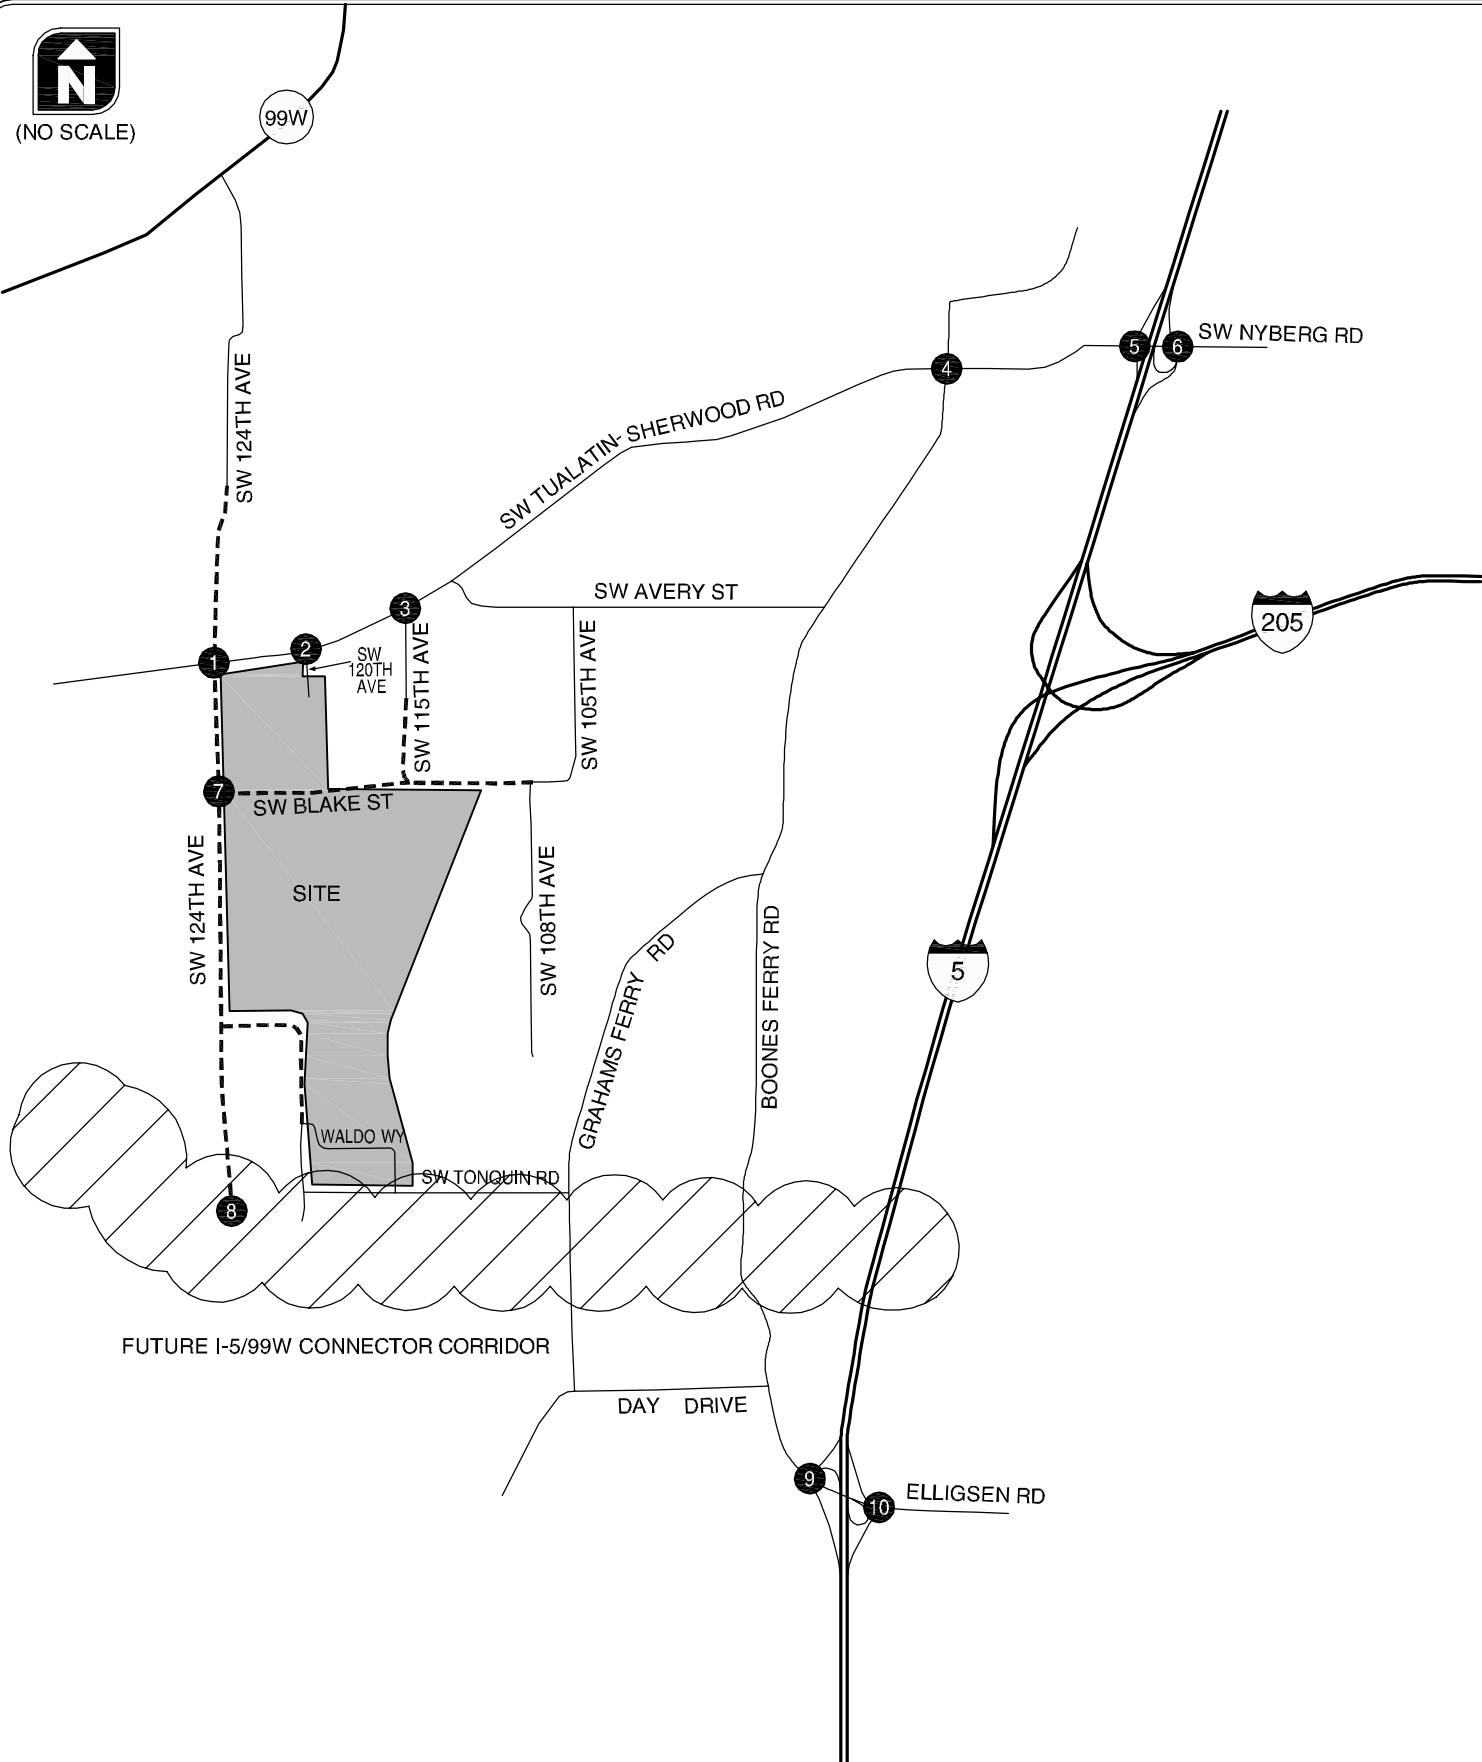 N
(NO SCALE)
99W
SW NYBERG RD
5
6
4
SW 124TH AVE
SW TUALATIN- SHERWOOD RD
SW AVERY ST
205
3
2
1
SW
120TH
AVE
SW 115TH AVE
SW 105TH AVE
7
SW BLAKE ST
SW 124TH AVE
SITE
SW 108TH AVE
GRAHAMS FERRY RD
BOONES FERRY RD
5
WALDO WY
SW TONQUIN RD
8
FUTURE I-5/99W CONNECTOR CORRIDOR
DAY DRIVE
9
10
ELLIGSEN RD